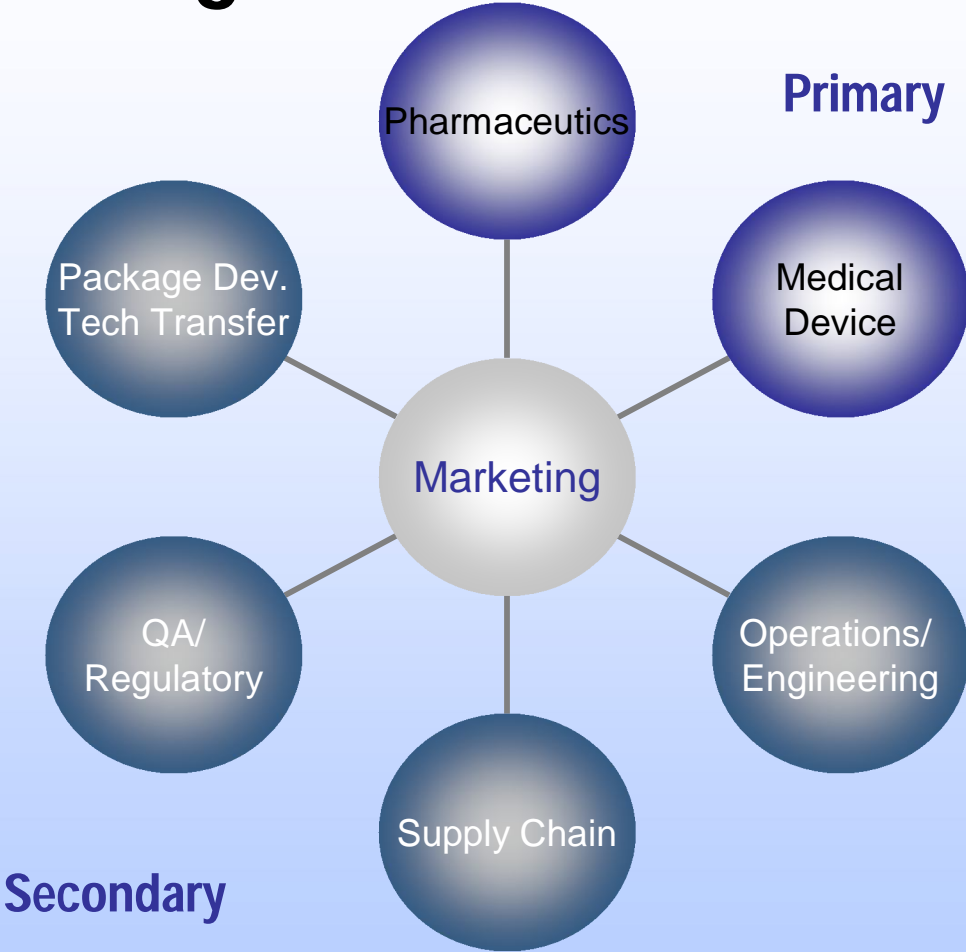 Pharmaceutics
Primary
Package Dev.
Tech Transfer
Medical
Device
Marketing
QA/
Regulatory
Operations/
Engineering
Supply Chain
Secondary